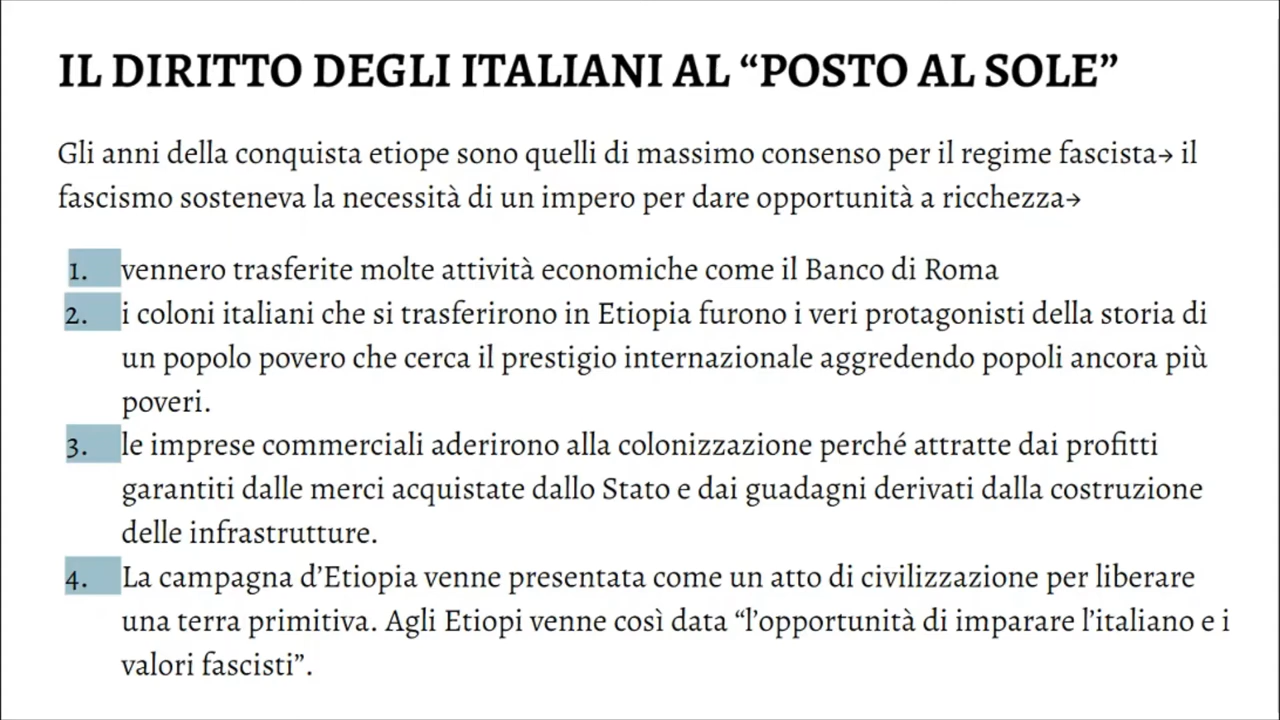 IL DIRITTO DEGLI ITALIANI AL “POSTO AL SOLE”
Gli anni della conquista etiope sono quelli di massimo consenso per il regime fascista→ il
fascismo sosteneva la necessità di un impero per dare opportunità a ricchezza→
1. vennero trasferite molte attività economiche come il Banco di Roma
2. i coloni italiani che si trasferirono in Etiopia furono i veri protagonisti della storia di
un popolo povero che cerca il prestigio internazionale aggredendo popoli ancora più
poveri.
3. le imprese commerciali aderirono alla colonizzazione perché attratte dai profitti
garantiti dalle merci acquistate dallo Stato e dai guadagni derivati dalla costruzione
delle infrastrutture.
4. La campagna d’Etiopia venne presentata come un atto di civilizzazione per liberare
una terra primitiva. Agli Etiopi venne così data “l’opportunità di imparare l’italiano e i
valori fascisti”.